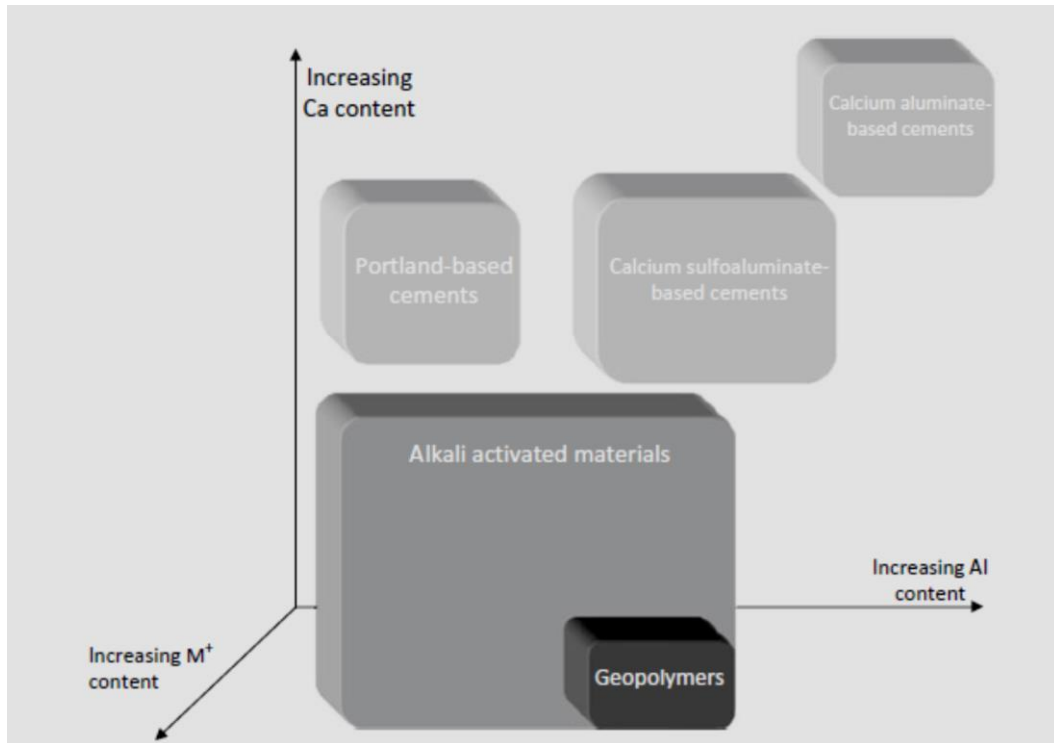 Increasing
Ca content
Calcium aluminate-
based cements
Portland-based
cements
Calcium sulfoaluminate-
based cements
Alkali activated materials
Increasing Al
content
Increasing M⁺
content
Geopolymers